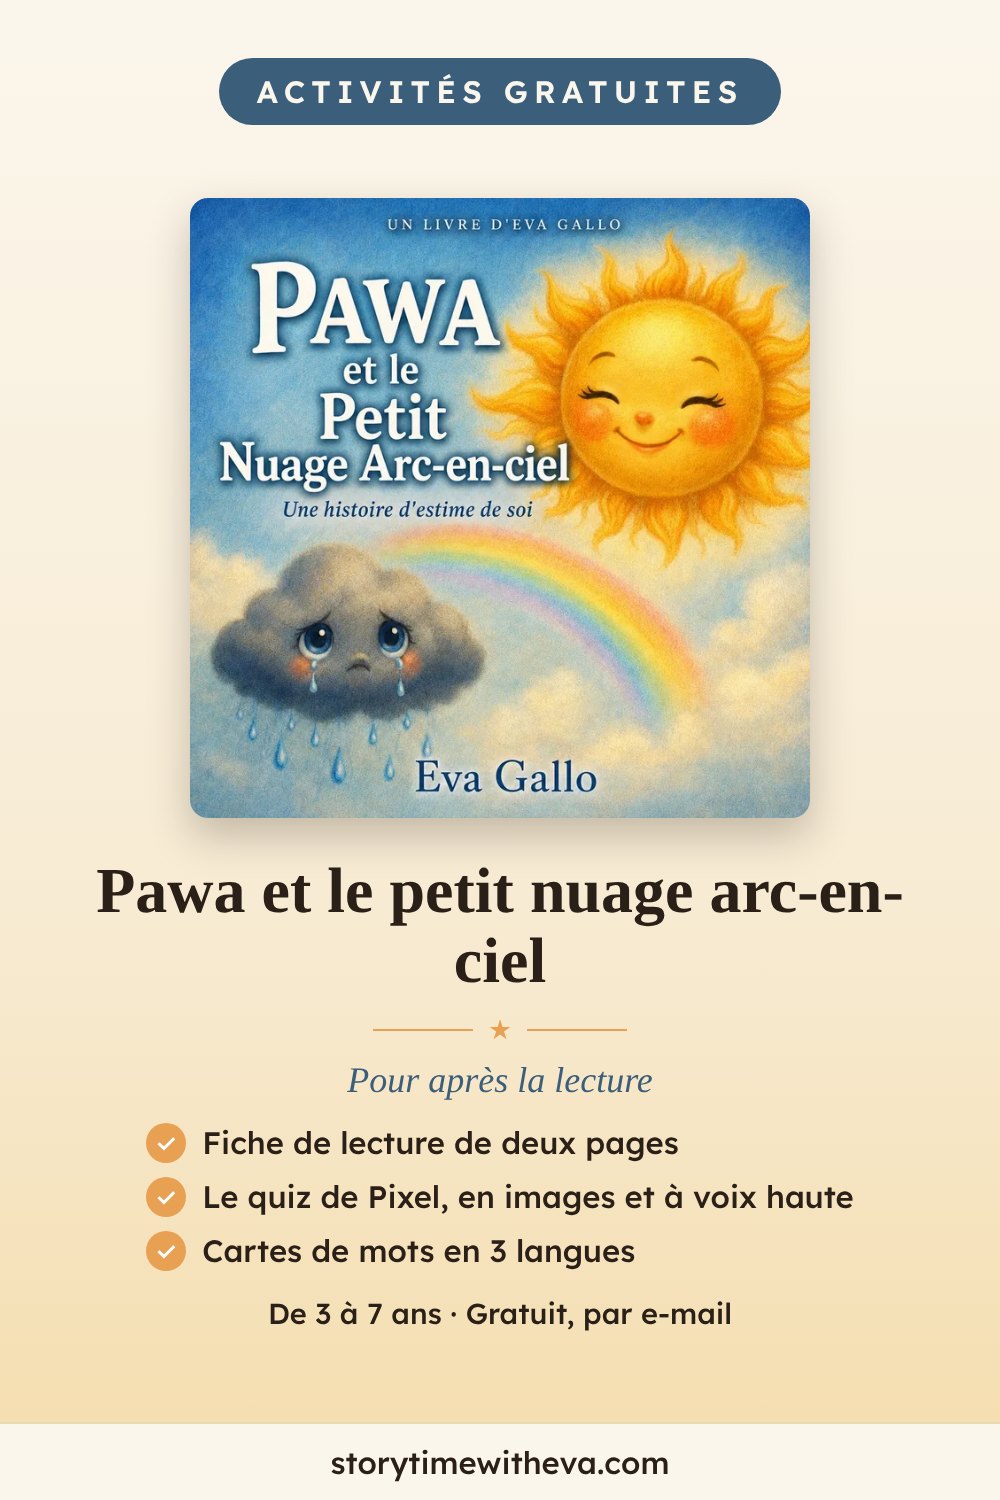 ACTIVITÉS GRATUITES
UN LIVRE D'EVA GALLO
PAWA
et le
Petit
Nuage Arc-en-ciel
Une histoire d'estime de soi
Eva Gallo
Pawa et le petit nuage arc-en-
ciel
Pour après la lecture
Fiche de lecture de deux pages
Le quiz de Pixel, en images et à voix haute
Cartes de mots en 3 langues
De 3 à 7 ans · Gratuit, par e-mail
storytimewitheva.com